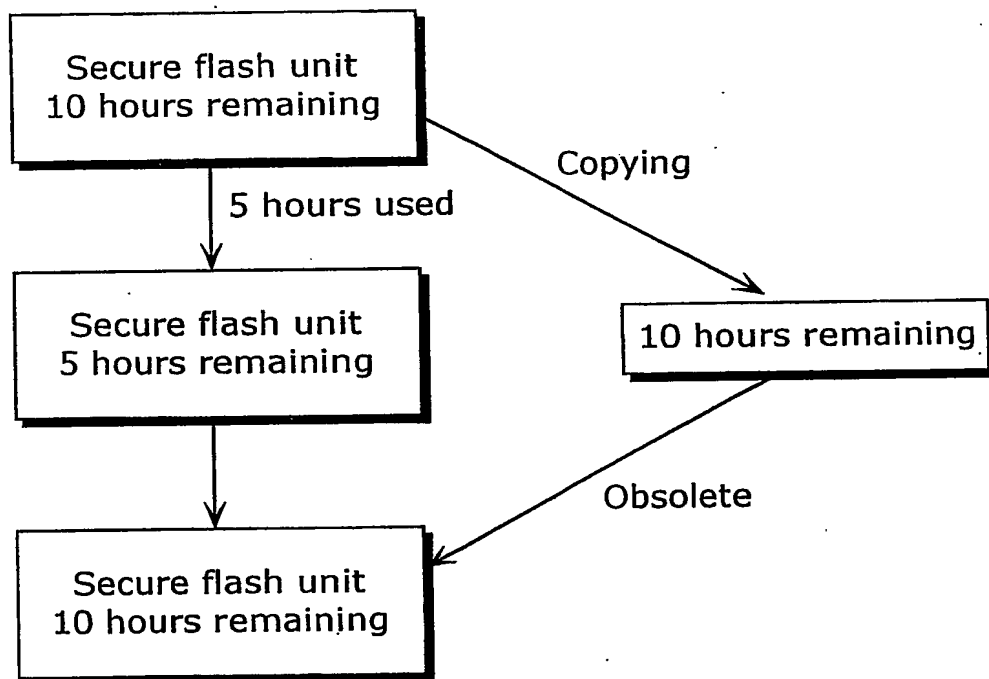 Secure flash unit
10 hours remaining
Copying
5 hours used
Secure flash unit
5 hours remaining
10 hours remaining
Obsolete
Secure flash unit
10 hours remaining